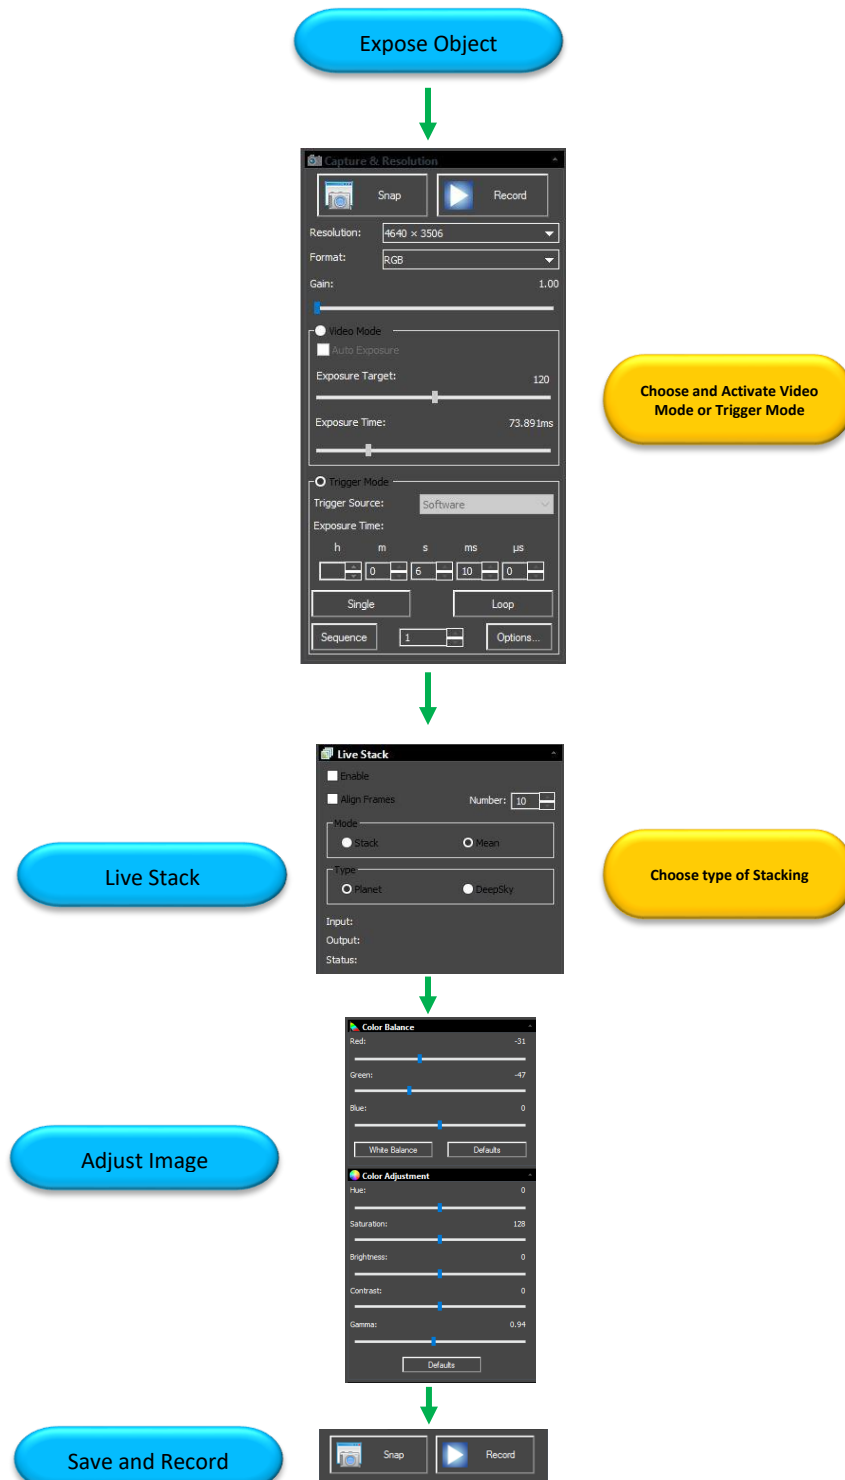 Expose Object
Capture & Resolution
Snap
Record
Resolution:
4640 × 3506
Format:
RGB
Gain:
1.00
Video Mode
Auto Exposure
Exposure Target:
120
Exposure Time:
73.891ms
Choose and Activate Video
Mode or Trigger Mode
Trigger Mode
Trigger Source:
Software
Exposure Time:
h m s ms µs
0 6 10 0
Single
Loop
Sequence
1
Options...
Live Stack
Enable
Align Frames
Number: 10
Mode
Stack
Mean
Type
Planet
DeepSky
Input:
Output:
Status:
Live Stack
Choose type of Stacking
Color Balance
Red:
-31
Green:
-47
Blue:
0
White Balance
Defaults
Adjust Image
Color Adjustment
Hue:
0
Saturation:
128
Brightness:
0
Contrast:
0
Gamma:
0.94
Defaults
Save and Record
Snap
Record